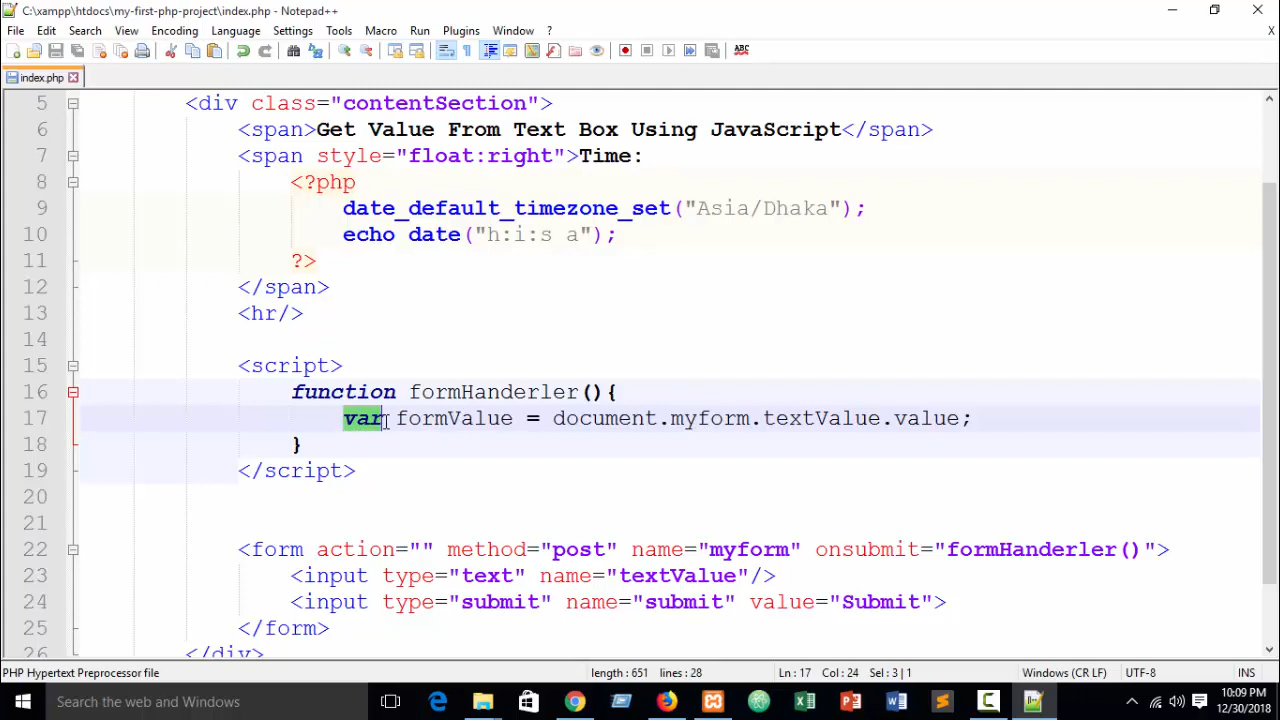 C:\xampp\htdocs\my-first-php-project\index.php - Notepad++
File Edit Search View Encoding Language Settings Tools Macro Run Plugins Window ?
X
ABC
index.php
5 <div class="contentSection">
6 <span>Get Value From Text Box Using JavaScript</span>
7 <span style="float:right">Time:
8 <?php
9 date_default_timezone_set("Asia/Dhaka");
10 echo date("h:i:s a");
11 ?>
12 </span>
13 <hr/>
14
15 <script>
16 function formHanderler(){
17 var formValue = document.myform.textValue.value;
18 }
19 </script>
20
21
22 <form action="" method="post" name="myform" onsubmit="formHanderler()">
23 <input type="text" name="textValue"/>
24 <input type="submit" name="submit" value="Submit">
25 </form>
26 </div>
PHP Hypertext Preprocessor file length : 651 lines : 28 Ln : 17 Col : 24 Sel : 3 | 1 Windows (CR LF) UTF-8 INS
Search the web and Windows
10:09 PM
12/30/2018